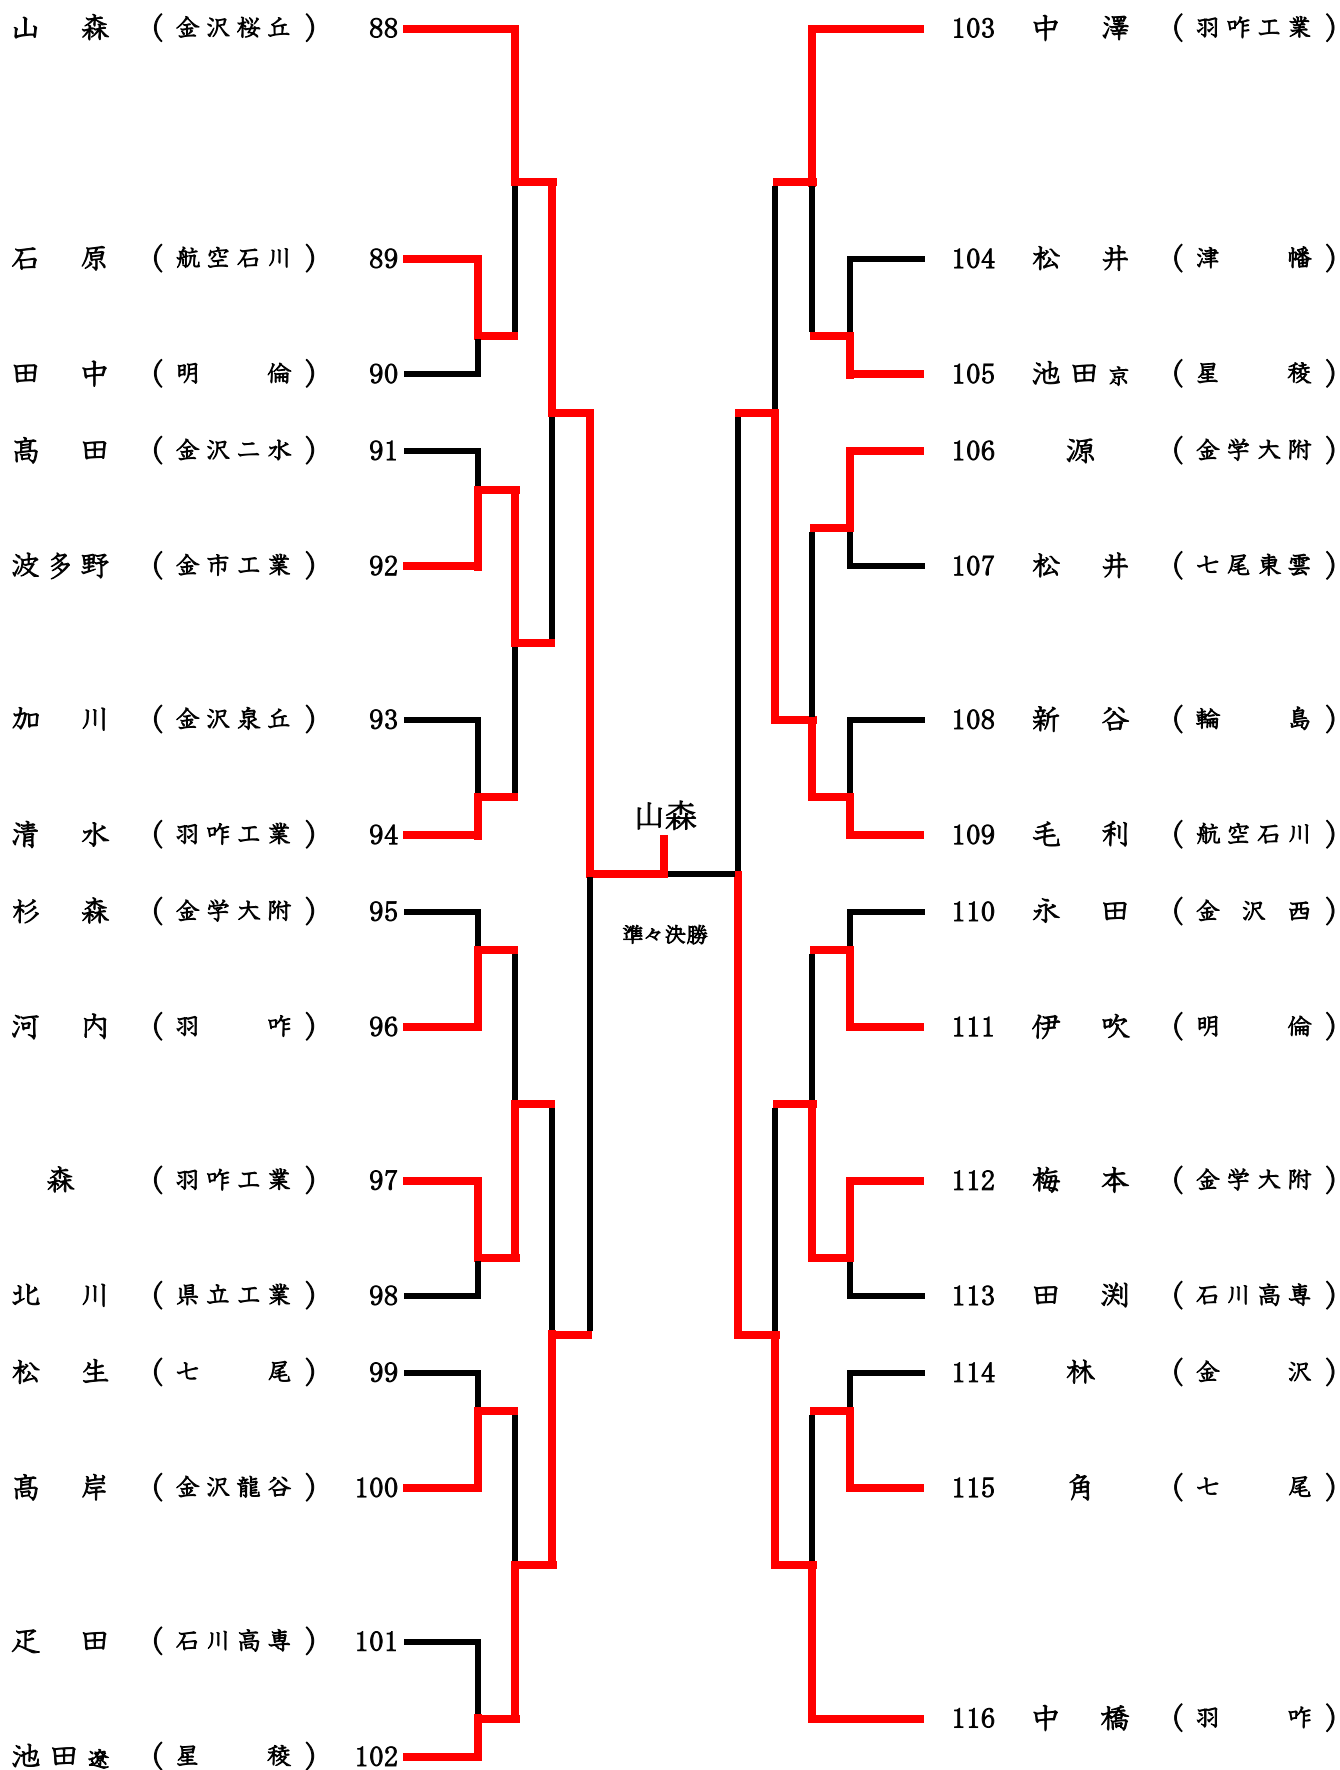 山 森 (金沢桜丘) 88
石 原 (航空石川) 89
田 中 (明 倫) 90
髙 田 (金沢二水) 91
波多野 (金市工業) 92
加 川 (金沢泉丘) 93
清 水 (羽咋工業) 94
杉 森 (金学大附) 95
河 内 (羽 咋) 96
森 (羽咋工業) 97
北 川 (県立工業) 98
松 生 (七 尾) 99
髙 岸 (金沢龍谷) 100
疋 田 (石川高専) 101
池田遼 (星 稜) 102
山森
準々決勝
103 中 澤 (羽咋工業)
104 松 井 (津 幡)
105 池田京 (星 稜)
106 源 (金学大附)
107 松 井 (七尾東雲)
108 新 谷 (輪 島)
109 毛 利 (航空石川)
110 永 田 (金沢西)
111 伊 吹 (明 倫)
112 梅 本 (金学大附)
113 田 渕 (石川高専)
114 林 (金 沢)
115 角 (七 尾)
116 中 橋 (羽 咋)